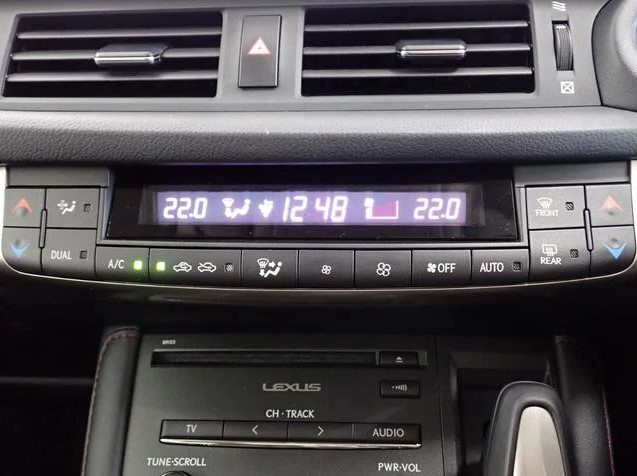 22.0 12:48 22.0
FRONT
DUAL A/C OFF AUTO REAR
LEXUS
CH · TRACK
TV AUDIO
TUNE·SCROLL PWR·VOL